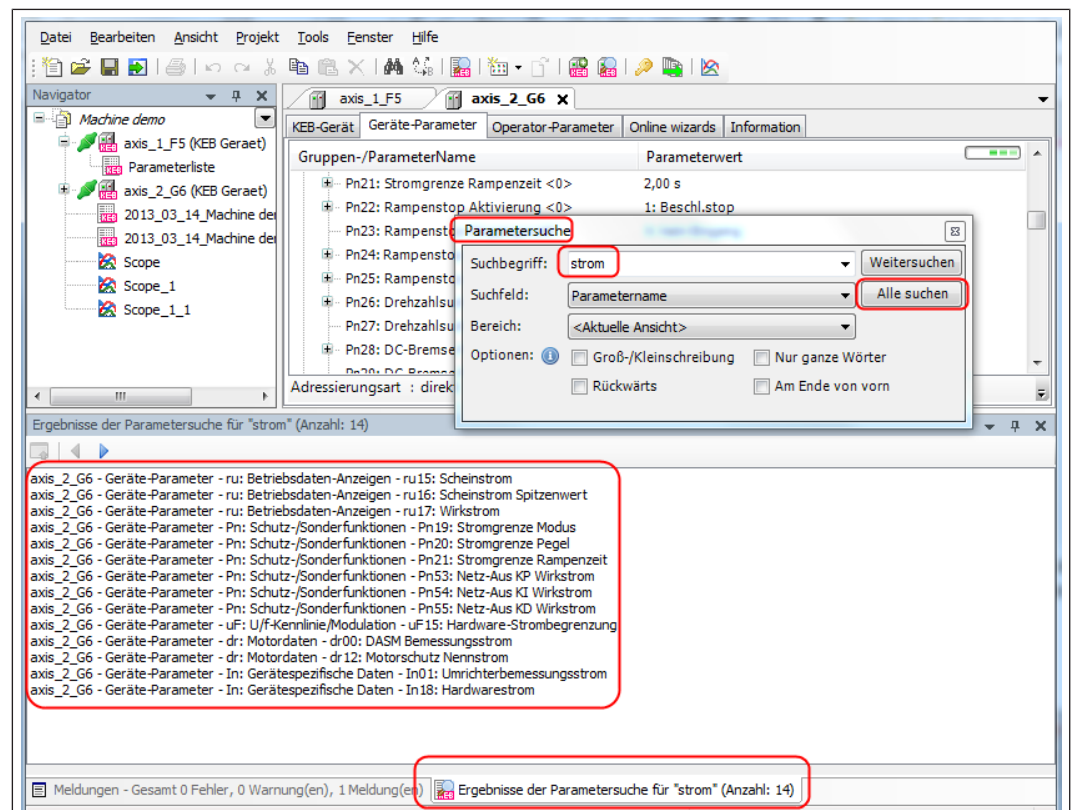 Datei Bearbeiten Ansicht Projekt Tools Fenster Hilfe
Navigator
axis_1_F5
axis_2_G6
Machine demo
axis_1_F5 (KEB Geraet)
Parameterliste
axis_2_G6 (KEB Geraet)
2013_03_14_Machine der
2013_03_14_Machine der
Scope
Scope_1
Scope_1_1
KEB-Gerät Geräte-Parameter Operator-Parameter Online wizards Information
Gruppen-/ParameterName Parameterwert
Pn21: Stromgrenze Rampenzeit <0> 2,00 s
Pn22: Rampenstop Aktivierung <0> 1: Beschl.stop
Pn23: Rampensto
Pn24: Rampensto
Pn25: Rampensto
Pn26: Drehzahlsu
Pn27: Drehzahlsu
Pn28: DC-Bremse
Adressierungsart : direk
Parametersuche
Suchbegriff: strom Weitersuchen
Suchfeld: Parametername Alle suchen
Bereich: <Aktuelle Ansicht>
Optionen: Groß-/Kleinschreibung Nur ganze Wörter
Rückwärts Am Ende von vorn
Ergebnisse der Parametersuche für "strom" (Anzahl: 14)
axis_2_G6 - Geräte-Parameter - ru: Betriebsdaten-Anzeigen - ru15: Scheinstrom
axis_2_G6 - Geräte-Parameter - ru: Betriebsdaten-Anzeigen - ru16: Scheinstrom Spitzenwert
axis_2_G6 - Geräte-Parameter - ru: Betriebsdaten-Anzeigen - ru17: Wirkstrom
axis_2_G6 - Geräte-Parameter - Pn: Schutz-/Sonderfunktionen - Pn19: Stromgrenze Modus
axis_2_G6 - Geräte-Parameter - Pn: Schutz-/Sonderfunktionen - Pn20: Stromgrenze Pegel
axis_2_G6 - Geräte-Parameter - Pn: Schutz-/Sonderfunktionen - Pn21: Stromgrenze Rampenzeit
axis_2_G6 - Geräte-Parameter - Pn: Schutz-/Sonderfunktionen - Pn53: Netz-Aus KP Wirkstrom
axis_2_G6 - Geräte-Parameter - Pn: Schutz-/Sonderfunktionen - Pn54: Netz-Aus KI Wirkstrom
axis_2_G6 - Geräte-Parameter - Pn: Schutz-/Sonderfunktionen - Pn55: Netz-Aus KD Wirkstrom
axis_2_G6 - Geräte-Parameter - uF: U/f-Kennlinie/Modulation - uF15: Hardware-Strombegrenzung
axis_2_G6 - Geräte-Parameter - dr: Motordaten - dr00: DASM Bemessungsstrom
axis_2_G6 - Geräte-Parameter - dr: Motordaten - dr12: Motorschutz Nennstrom
axis_2_G6 - Geräte-Parameter - In: Gerätespezifische Daten - In01: Umrichterbemessungsstrom
axis_2_G6 - Geräte-Parameter - In: Gerätespezifische Daten - In18: Hardwarestrom
Meldungen - Gesamt 0 Fehler, 0 Warnung(en), 1 Meldung(en) Ergebnisse der Parametersuche für "strom" (Anzahl: 14)